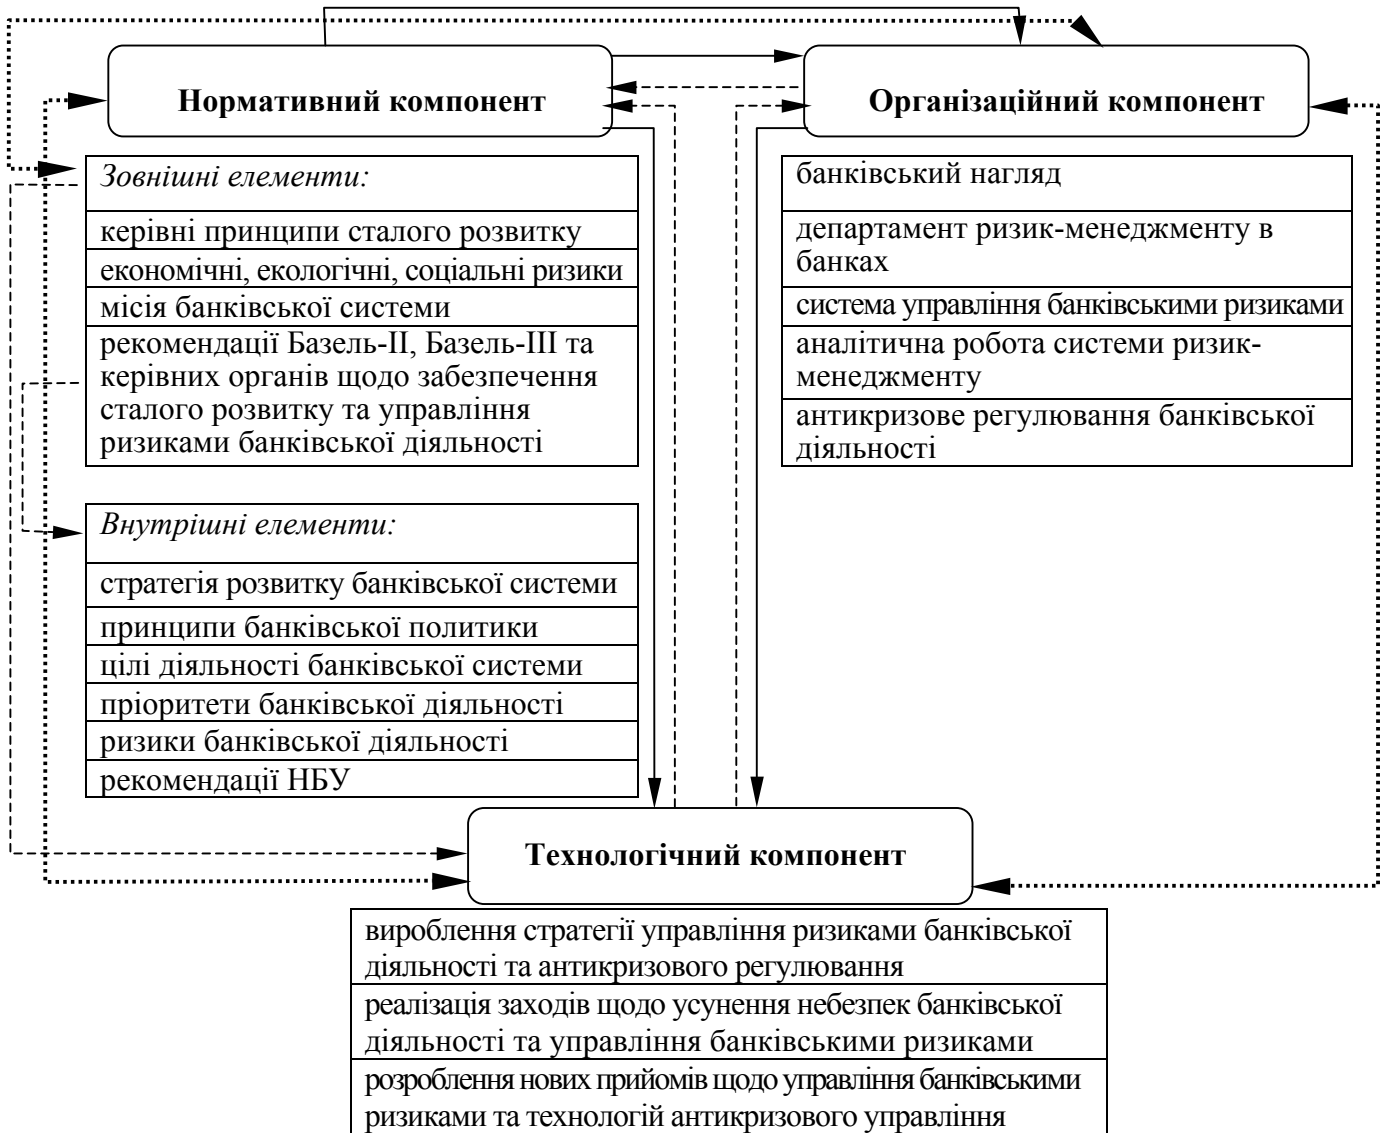 Нормативний компонент
Організаційний компонент
Зовнішні елементи:
керівні принципи сталого розвитку
економічні, екологічні, соціальні ризики
місія банківської системи
рекомендації Базель-ІІ, Базель-ІІІ та
керівних органів щодо забезпечення
сталого розвитку та управління
ризиками банківської діяльності
банківський нагляд
департамент ризик-менеджменту в
банках
система управління банківськими ризиками
аналітична робота системи ризик-
менеджменту
антикризове регулювання банківської
діяльності
Внутрішні елементи:
стратегія розвитку банківської системи
принципи банківської політики
цілі діяльності банківської системи
пріоритети банківської діяльності
ризики банківської діяльності
рекомендації НБУ
Технологічний компонент
вироблення стратегії управління ризиками банківської
діяльності та антикризового регулювання
реалізація заходів щодо усунення небезпек банківської
діяльності та управління банківськими ризиками
розроблення нових прийомів щодо управління банківськими
ризиками та технологій антикризового управління